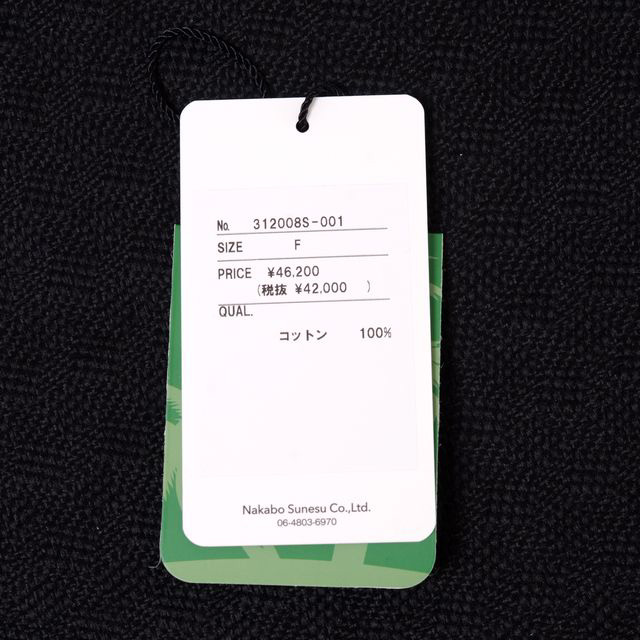 No. 312008S-001
SIZE F
PRICE ¥46,200
(税抜 ¥42,000 )
QUAL.
コットン 100%
Nakabo Sunesu Co.,Ltd.
06-4803-6970